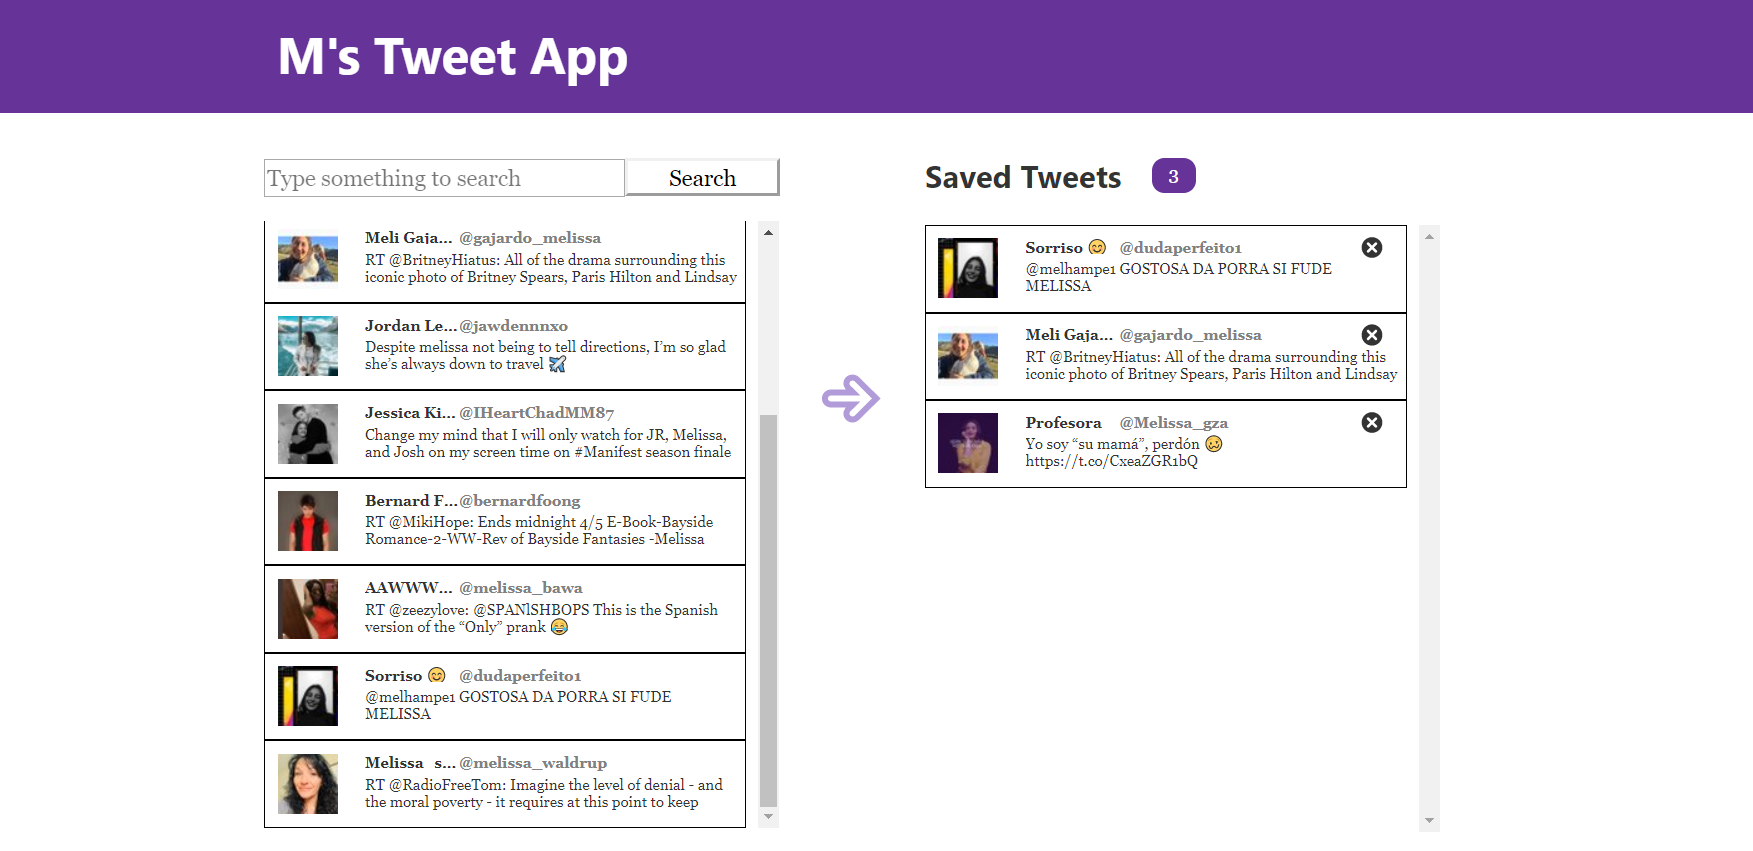 M's Tweet App
Type something to search
Search
Meli Gaja... @gajardo_melissa
RT @BritneyHiatus: All of the drama surrounding this
iconic photo of Britney Spears, Paris Hilton and Lindsay
Jordan Le... @jawdennnxo
Despite melissa not being to tell directions, I’m so glad
she’s always down to travel ✈️
Jessica Ki... @IHeartChadMM87
Change my mind that I will only watch for JR, Melissa,
and Josh on my screen time on #Manifest season finale
Bernard F... @bernardfoong
RT @MikiHope: Ends midnight 4/5 E-Book-Bayside
Romance-2-WW-Rev of Bayside Fantasies -Melissa
AAWWW... @melissa_bawa
RT @zeezylove: @SPANlSHBOPS This is the Spanish
version of the “Only” prank 😂
Sorriso 😊 @dudaperfeito1
@melhampe1 GOSTOSA DA PORRA SI FUDE
MELISSA
Melissa s... @melissa_waldrup
RT @RadioFreeTom: Imagine the level of denial - and
the moral poverty - it requires at this point to keep
Saved Tweets 3
Sorriso 😊 @dudaperfeito1
@melhampe1 GOSTOSA DA PORRA SI FUDE
MELISSA
Meli Gaja... @gajardo_melissa
RT @BritneyHiatus: All of the drama surrounding this
iconic photo of Britney Spears, Paris Hilton and Lindsay
Profesora @Melissa_gza
Yo soy “su mamá”, perdón 🥴
https://t.co/CxeaZGR1bQ